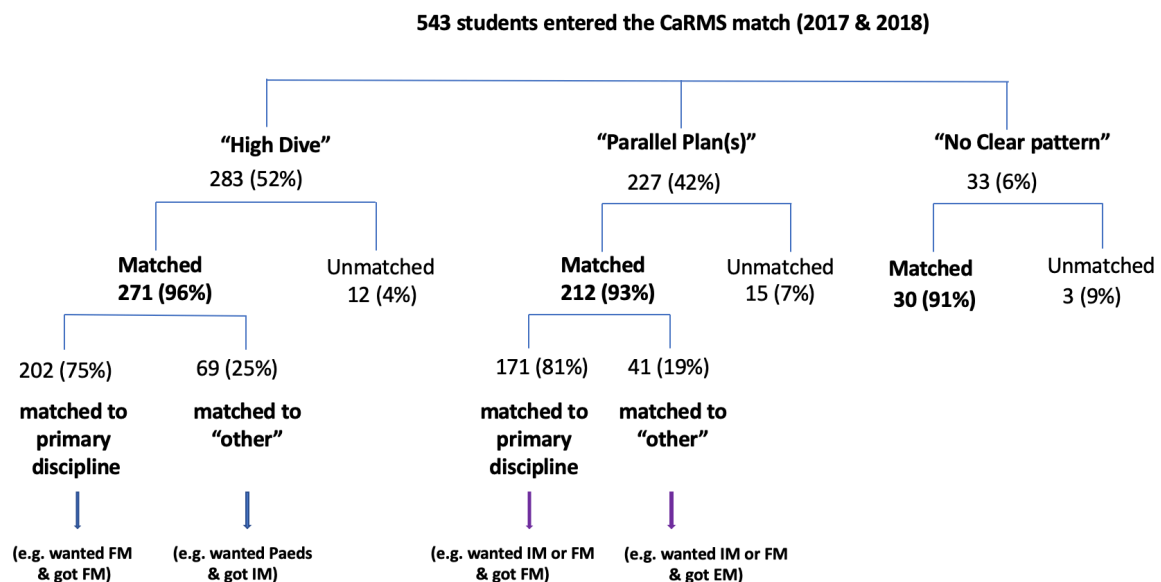 543 students entered the CaRMS match (2017 & 2018)
“High Dive”
283 (52%)
“Parallel Plan(s)”
227 (42%)
“No Clear pattern”
33 (6%)
Matched
271 (96%)
Unmatched
12 (4%)
Matched
212 (93%)
Unmatched
15 (7%)
Matched
30 (91%)
Unmatched
3 (9%)
202 (75%)
matched to
primary
discipline
69 (25%)
matched to
“other”
171 (81%)
matched to
primary
discipline
41 (19%)
matched to
“other”
(e.g. wanted FM
& got FM)
(e.g. wanted Paeds
& got IM)
(e.g. wanted IM or FM
& got FM)
(e.g. wanted IM or FM
& got EM)